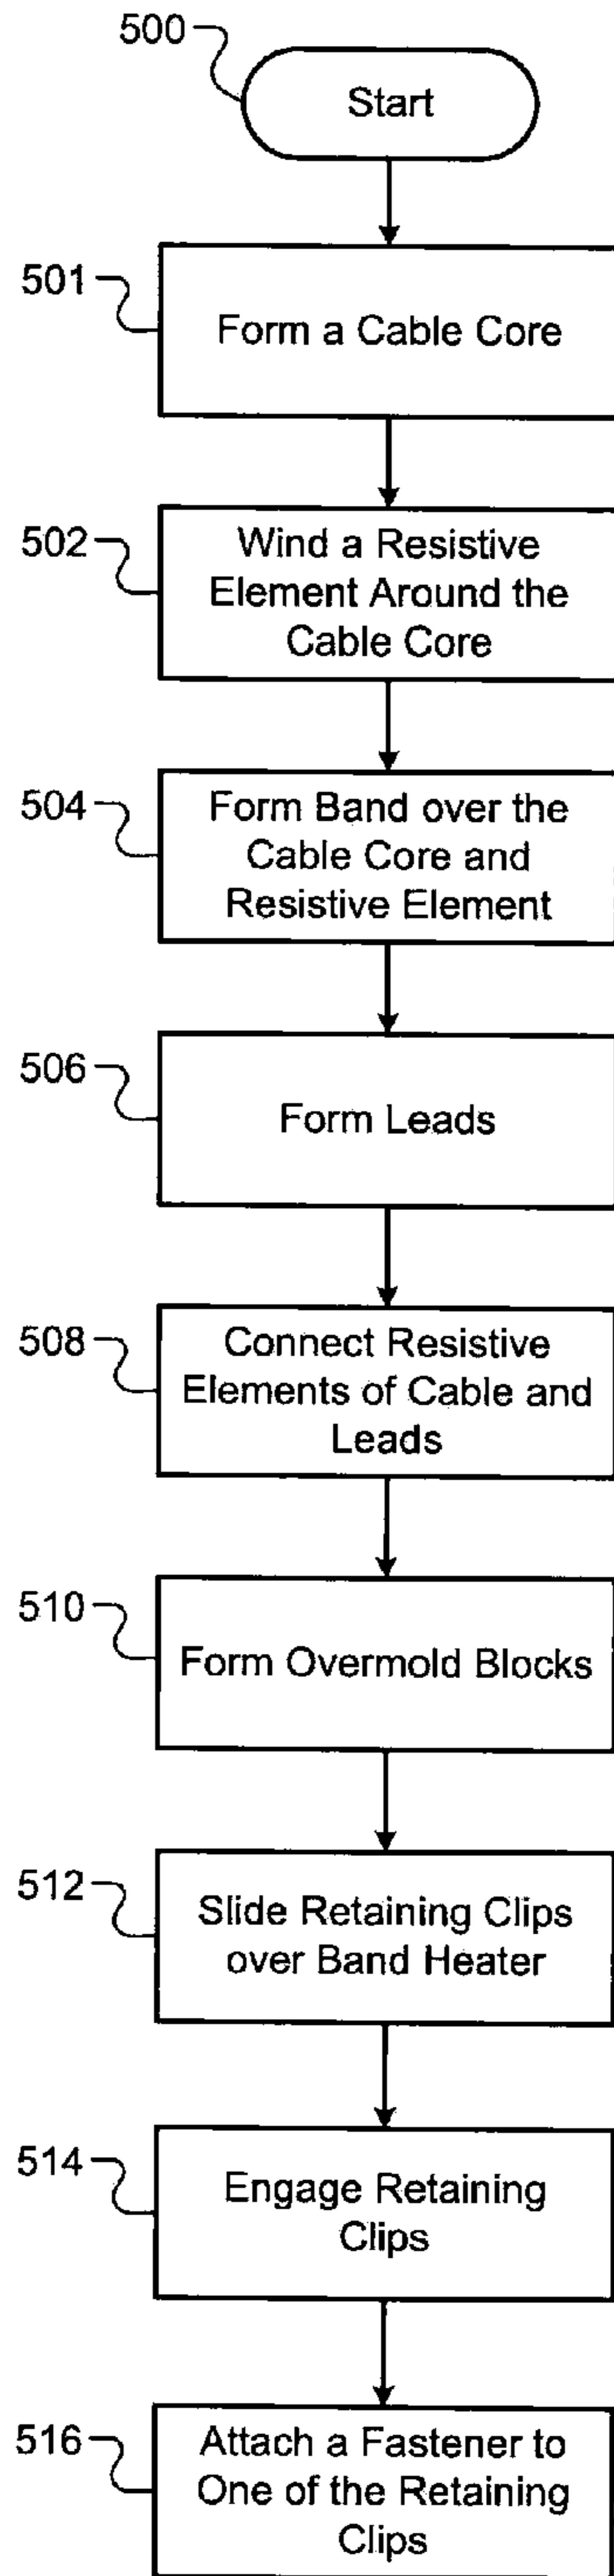 500
Start
501
Form a Cable Core
502
Wind a Resistive
Element Around the
Cable Core
504
Form Band over the
Cable Core and
Resistive Element
506
Form Leads
508
Connect Resistive
Elements of Cable and
Leads
510
Form Overmold Blocks
512
Slide Retaining Clips
over Band Heater
514
Engage Retaining
Clips
516
Attach a Fastener to
One of the Retaining
Clips